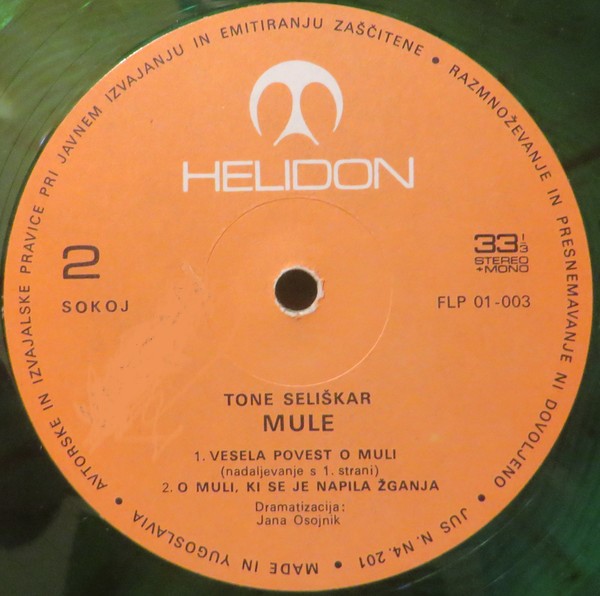 AVTORSKE IN IZVAJALSKE PRAVICE PRI JAVNEM IZVAJANJU IN EMITIRANJU ZAŠČITENE • RAZMNOŽEVANJE IN PRESNEMAVANJE NI DOVOLJENO • JUS N. N4. 201 • MADE IN YUGOSLAVIA •
HELIDON
2
SOKOJ
33 1/3
STEREO
+MONO
FLP 01-003
TONE SELIŠKAR
MULE
1. VESELA POVEST O MULI
(nadaljevanje s 1. strani)
2. O MULI, KI SE JE NAPILA ŽGANJA
Dramatizacija:
Jana Osojnik